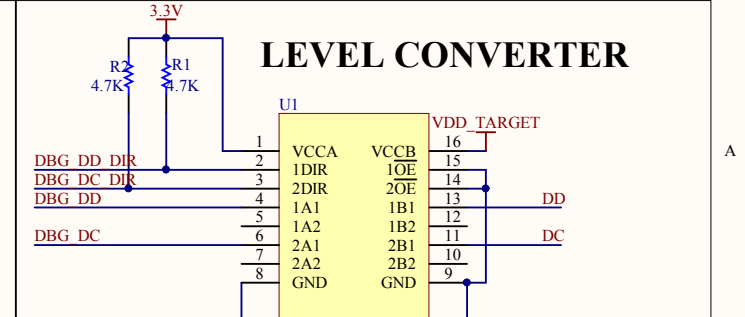 3.3V
LEVEL CONVERTER
R2
R1
4.7K
4.7K
U1
VDD_TARGET
A
1
VCCA
VCCB
16
DBG_DD_DIR
2
1DIR
1OE
15
DBG_DC_DIR
3
2DIR
2OE
14
DBG_DD
4
1A1
1B1
13
DD
5
1A2
1B2
12
DBG_DC
6
2A1
2B1
11
DC
7
2A2
2B2
10
8
GND
GND
9